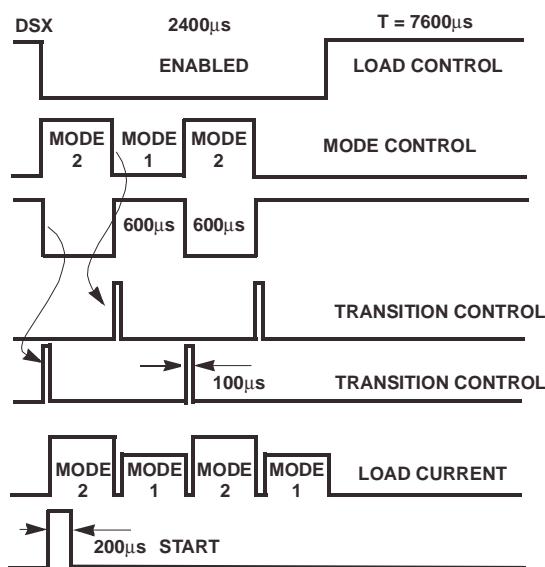 DSX 2400μs T = 7600μs
ENABLED LOAD CONTROL
MODE 2 MODE 1 MODE 2 MODE CONTROL
600μs 600μs
TRANSITION CONTROL
100μs TRANSITION CONTROL
MODE 2 MODE 1 MODE 2 MODE 1 LOAD CURRENT
200μs START